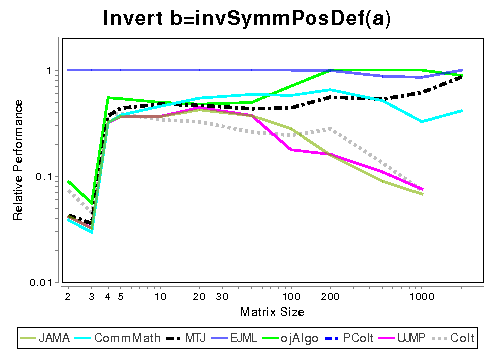 Invert b=invSymmPosDef(a)
Relative Performance
1
0.1
0.01
2 3 4 5 10 20 30 100 200 1000
Matrix Size
JAMA CommMath MTJ EJML ojAlgo PColt UJMP Colt